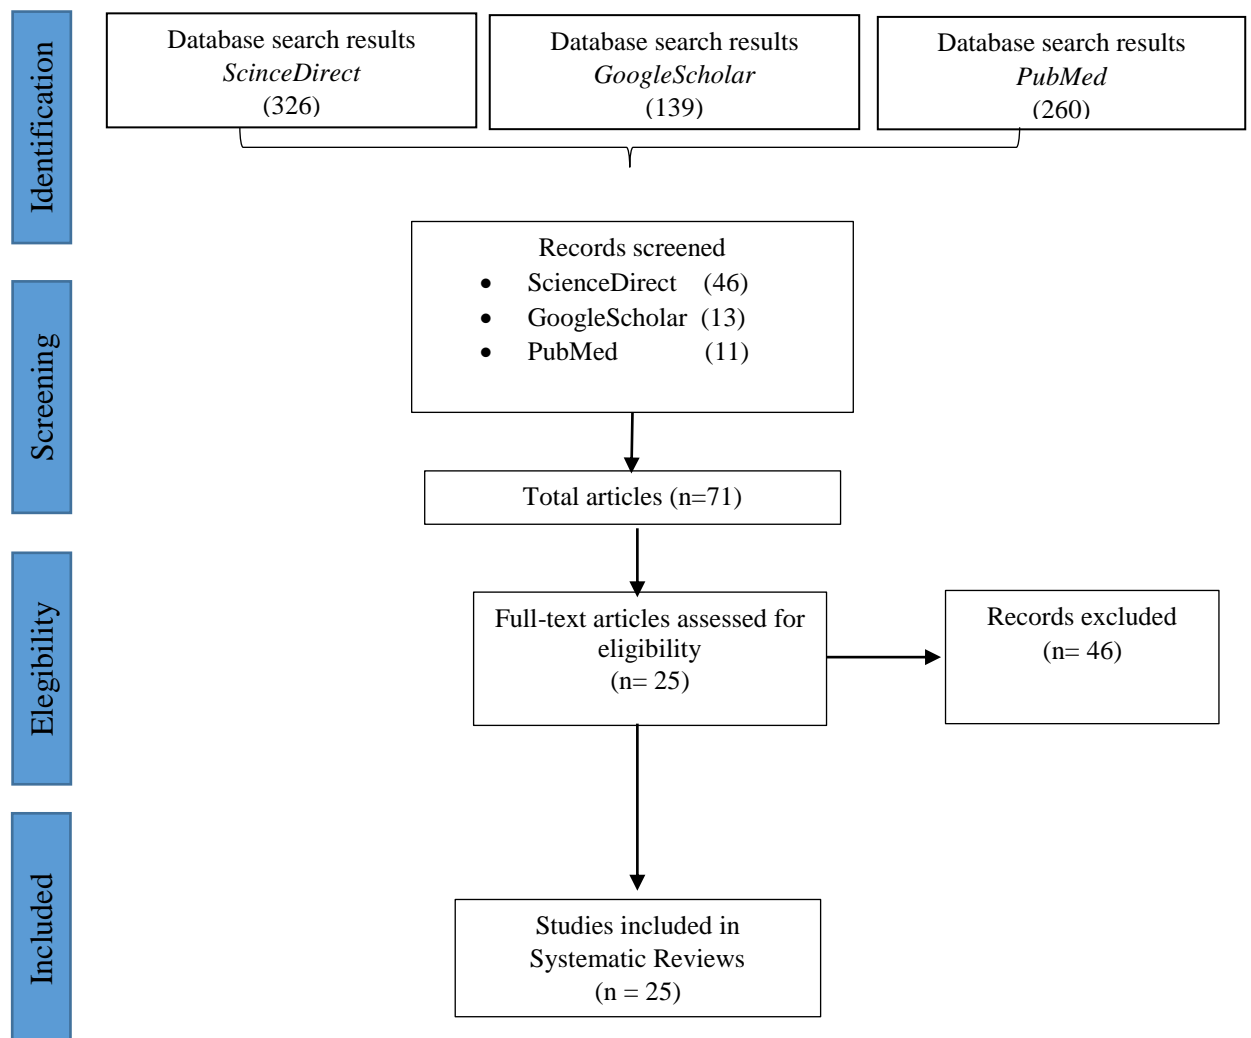 Identification
Database search results
ScinceDirect
(326)
Database search results
GoogleScholar
(139)
Database search results
PubMed
(260)
Screening
Records screened
• ScienceDirect (46)
• GoogleScholar (13)
• PubMed (11)
Total articles (n=71)
Elegibility
Full-text articles assessed for
eligibility
(n= 25)
Records excluded
(n= 46)
Included
Studies included in
Systematic Reviews
(n = 25)